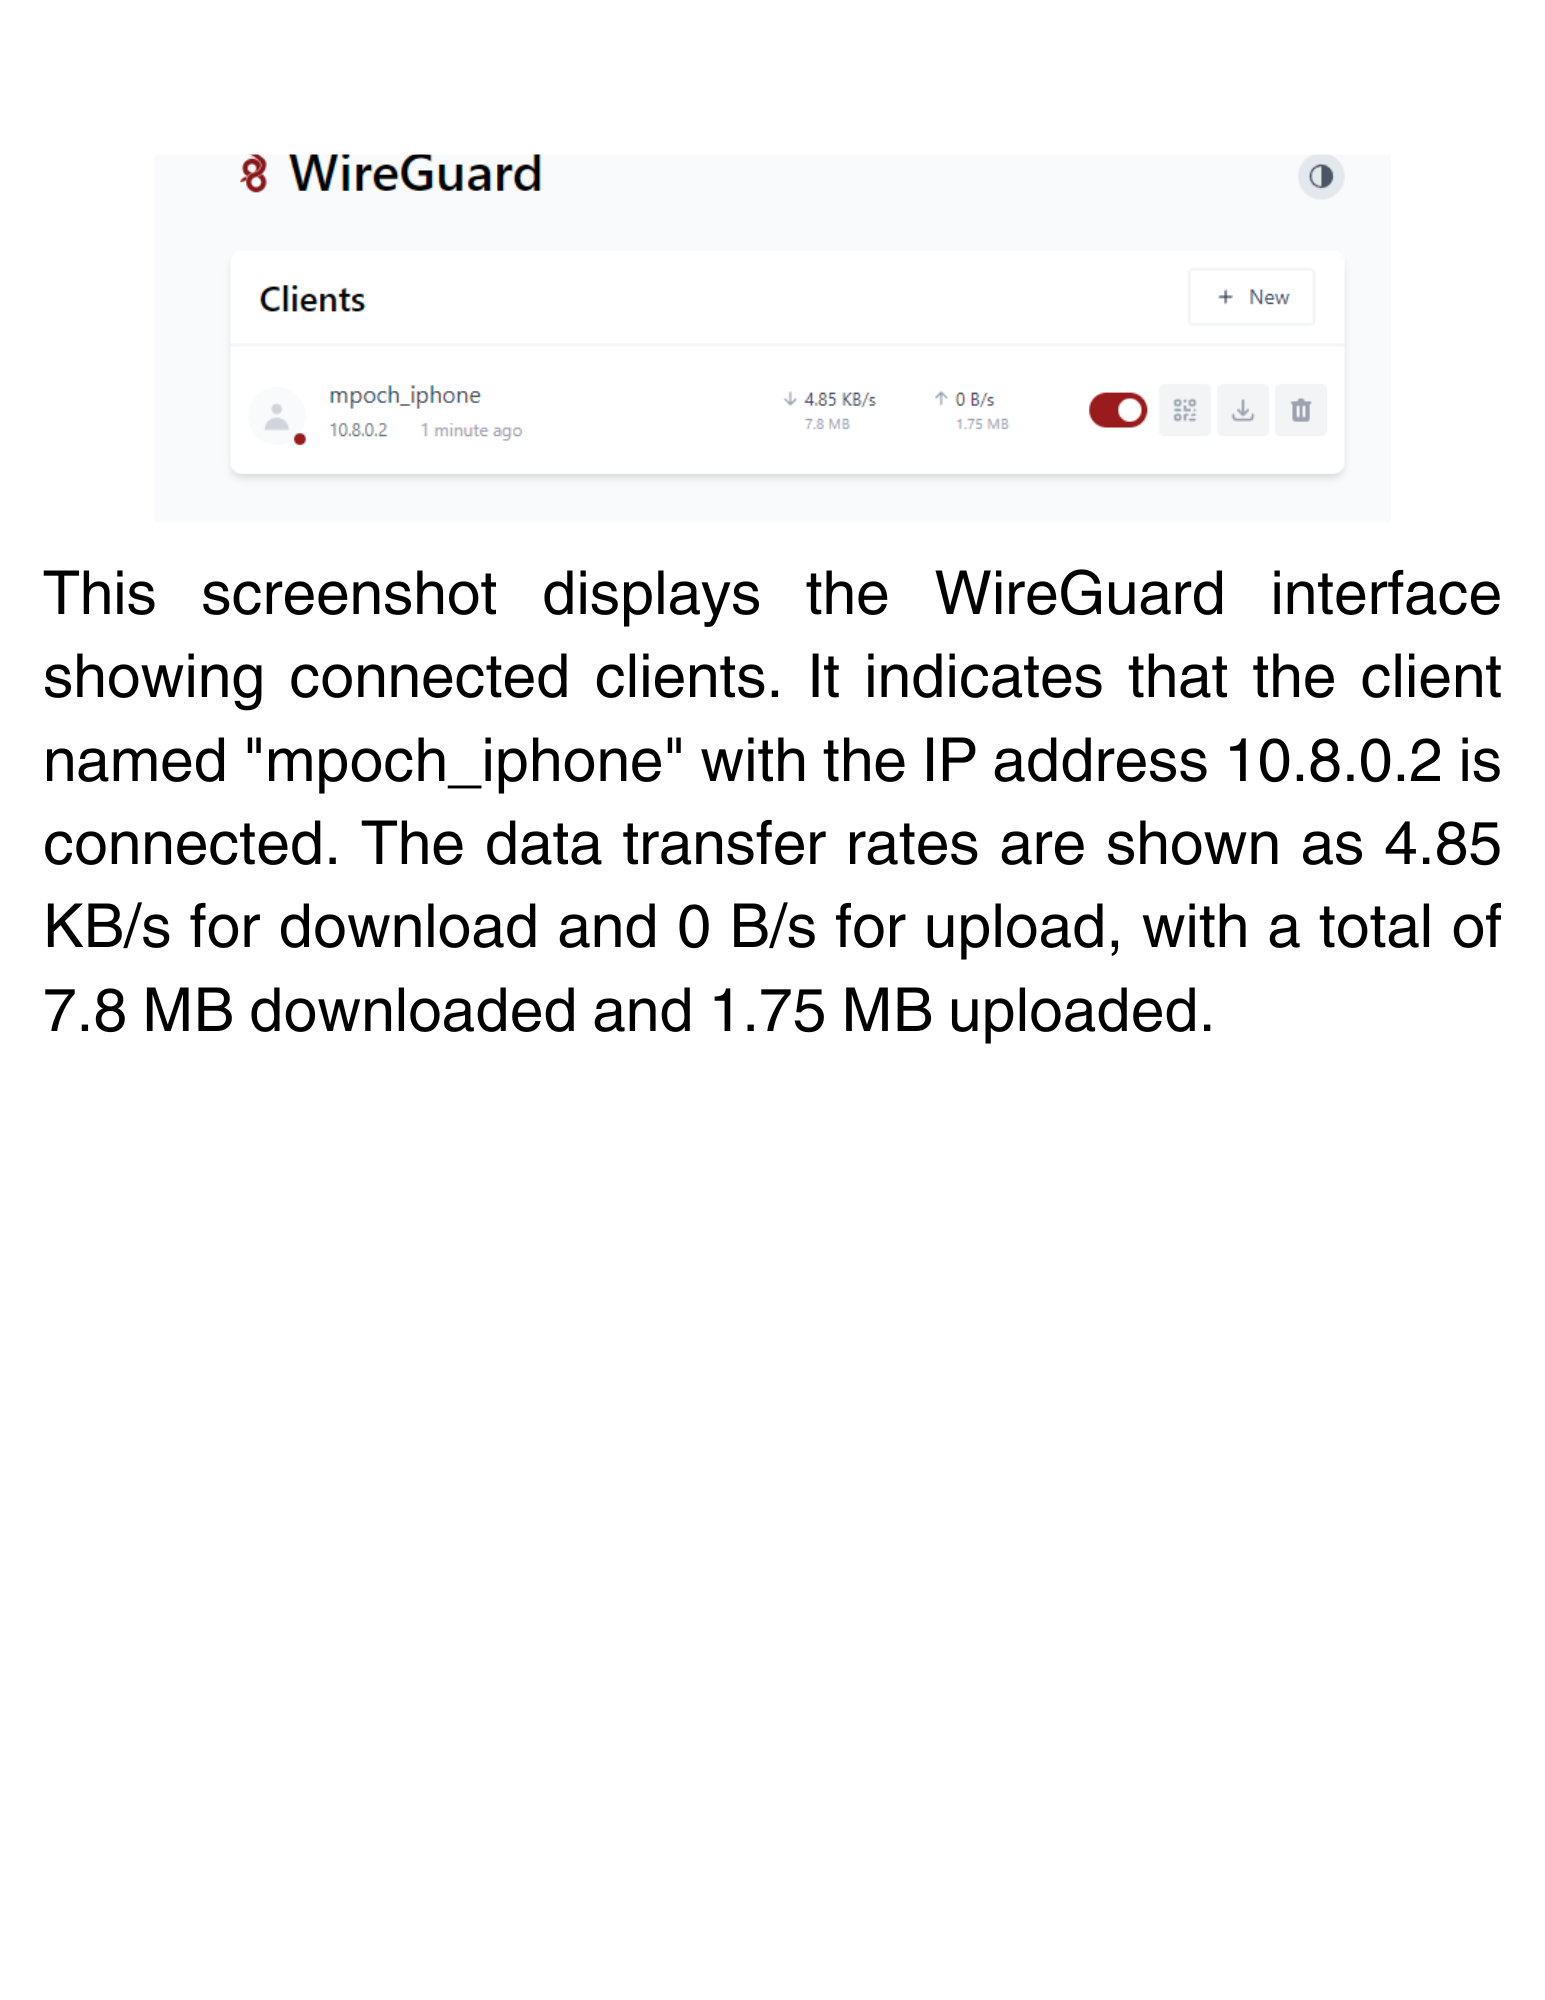 WireGuard
Clients
+ New
mpoch_iphone
↓ 4.85 KB/s ↑ 0 B/s
10.8.0.2 1 minute ago
7.8 MB 1.75 MB
This screenshot displays the WireGuard interface
showing connected clients. It indicates that the client
named "mpoch_iphone" with the IP address 10.8.0.2 is
connected. The data transfer rates are shown as 4.85
KB/s for download and 0 B/s for upload, with a total of
7.8 MB downloaded and 1.75 MB uploaded.